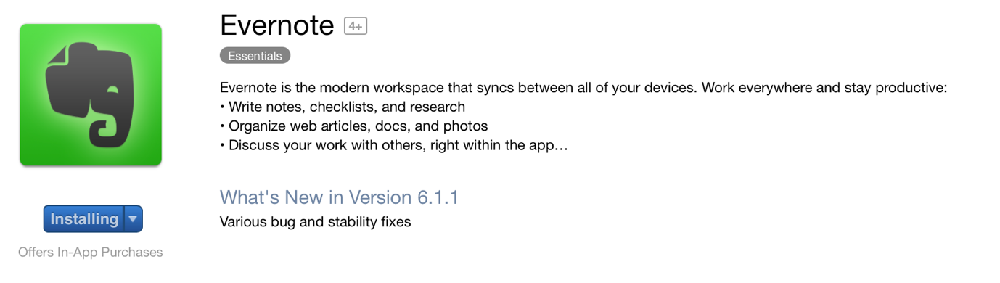 Evernote 4+
Essentials
Evernote is the modern workspace that syncs between all of your devices. Work everywhere and stay productive:
• Write notes, checklists, and research
• Organize web articles, docs, and photos
• Discuss your work with others, right within the app…
What's New in Version 6.1.1
Various bug and stability fixes
Installing
Offers In-App Purchases